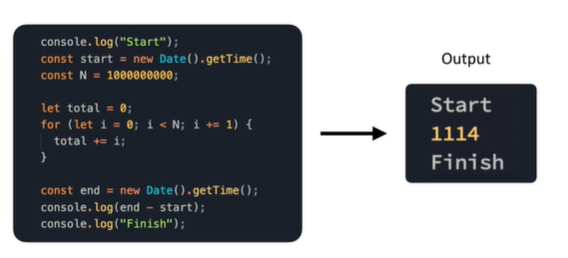 console.log("Start");
const start = new Date().getTime();
const N = 1000000000;
let total = 0;
for (let i = 0; i < N; i += 1) {
total += i;
}
const end = new Date().getTime();
console.log(end - start);
console.log("Finish");
Output
Start
1114
Finish